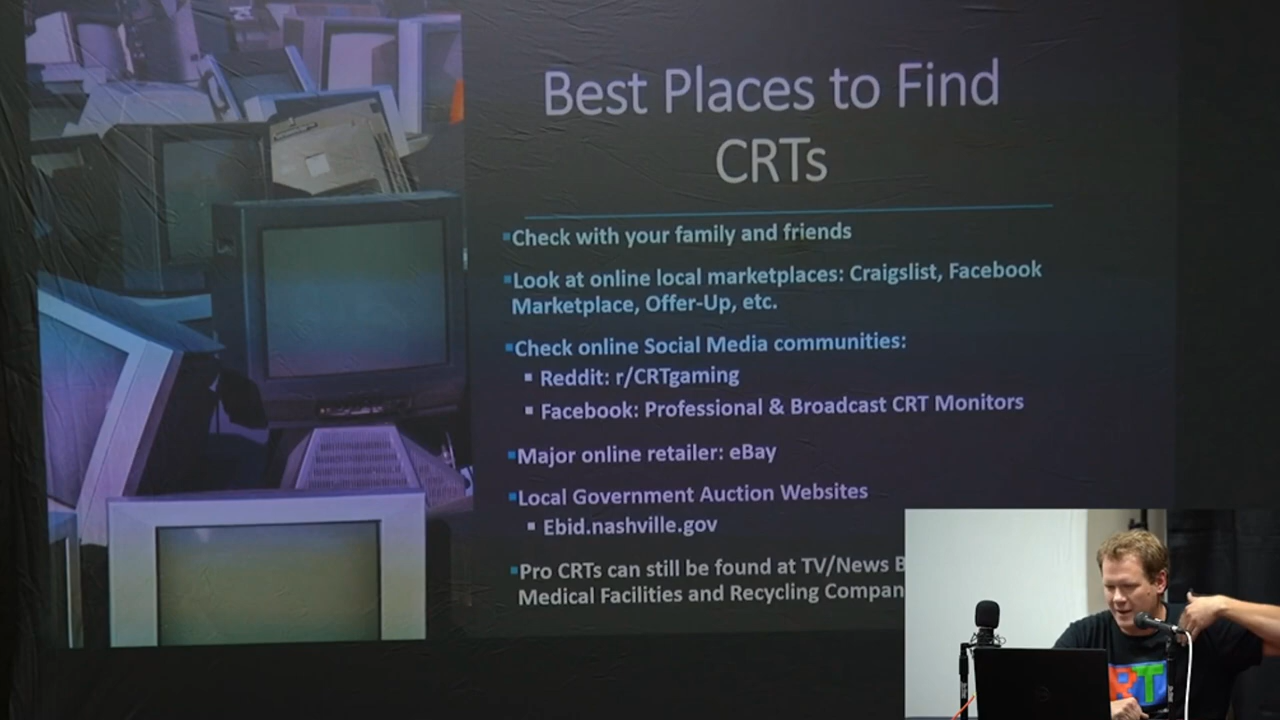 Best Places to Find
CRTs
▪Check with your family and friends
▪Look at online local marketplaces: Craigslist, Facebook
Marketplace, Offer-Up, etc.
▪Check online Social Media communities:
▪ Reddit: r/CRTgaming
▪ Facebook: Professional & Broadcast CRT Monitors
▪Major online retailer: eBay
▪Local Government Auction Websites
▪ Ebid.nashville.gov
▪Pro CRTs can still be found at TV/News
Medical Facilities and Recycling
RT